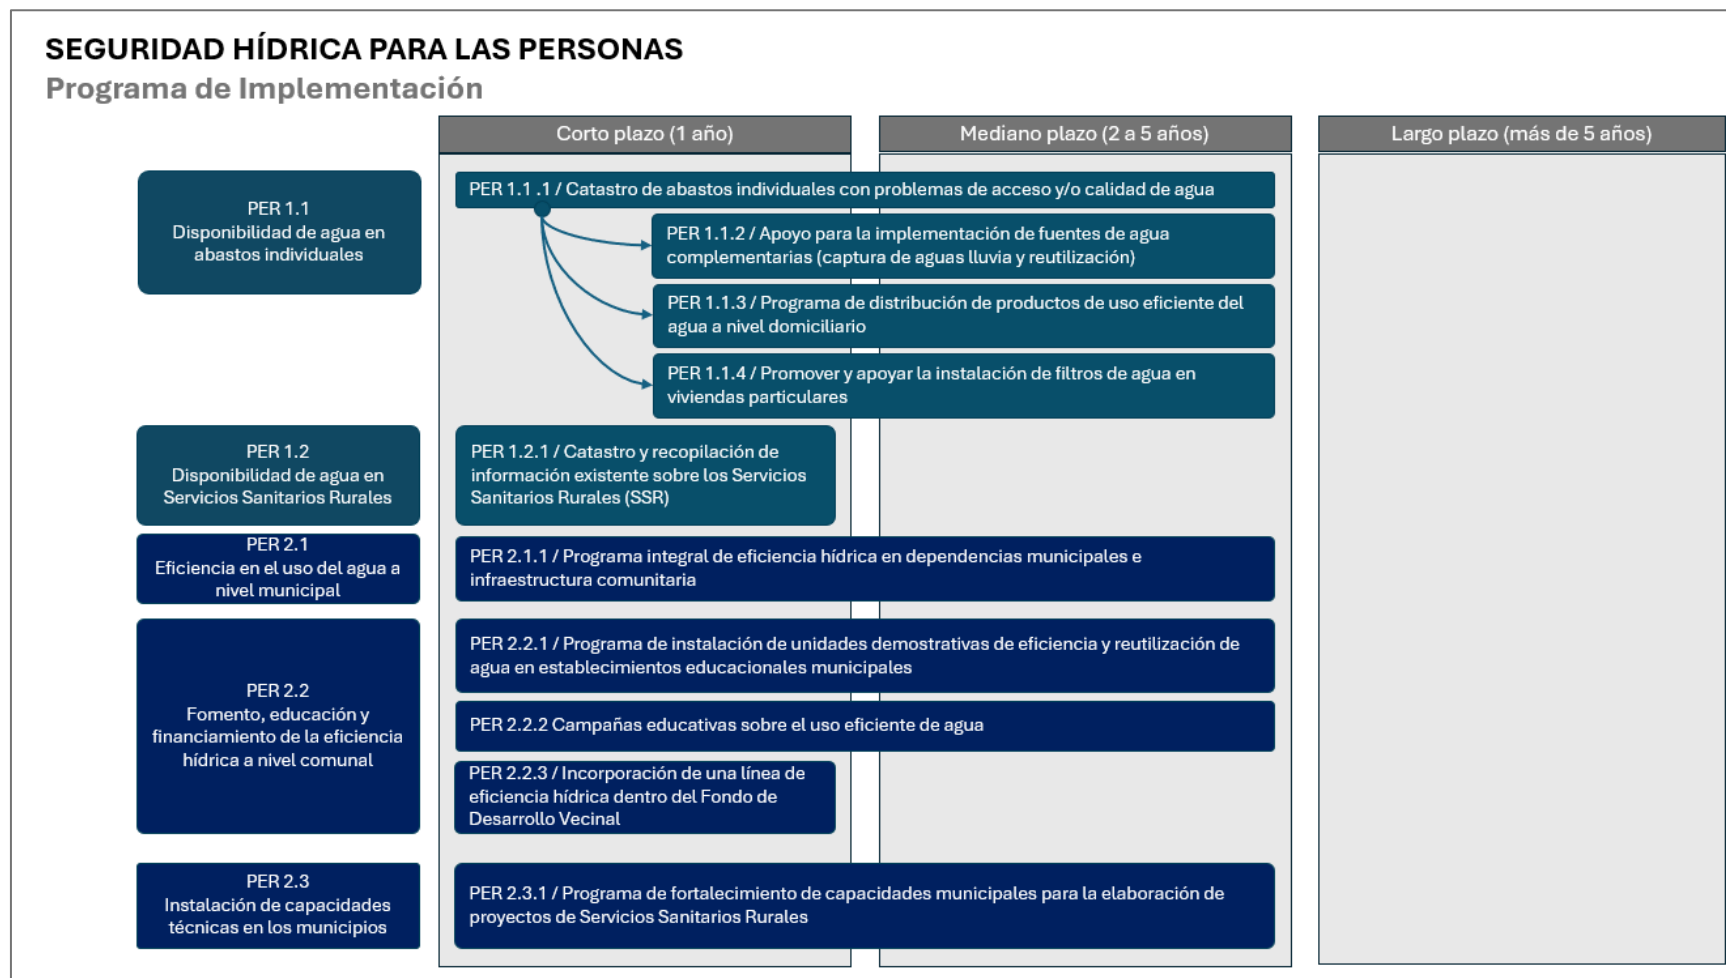 SEGURIDAD HÍDRICA PARA LAS PERSONAS
Programa de Implementación
Corto plazo (1 año)
Mediano plazo (2 a 5 años)
Largo plazo (más de 5 años)
PER 1.1
Disponibilidad de agua en
abastos individuales
PER 1.1 .1 / Catastro de abastos individuales con problemas de acceso y/o calidad de agua
PER 1.1.2 / Apoyo para la implementación de fuentes de agua
complementarias (captura de aguas lluvia y reutilización)
PER 1.1.3 / Programa de distribución de productos de uso eficiente del
agua a nivel domiciliario
PER 1.1.4 / Promover y apoyar la instalación de filtros de agua en
viviendas particulares
PER 1.2
Disponibilidad de agua en
Servicios Sanitarios Rurales
PER 1.2.1 / Catastro y recopilación de
información existente sobre los Servicios
Sanitarios Rurales (SSR)
PER 2.1
Eficiencia en el uso del agua a
nivel municipal
PER 2.1.1 / Programa integral de eficiencia hídrica en dependencias municipales e
infraestructura comunitaria
PER 2.2
Fomento, educación y
financiamiento de la eficiencia
hídrica a nivel comunal
PER 2.2.1 / Programa de instalación de unidades demostrativas de eficiencia y reutilización de
agua en establecimientos educacionales municipales
PER 2.2.2 Campañas educativas sobre el uso eficiente de agua
PER 2.2.3 / Incorporación de una línea de
eficiencia hídrica dentro del Fondo de
Desarrollo Vecinal
PER 2.3
Instalación de capacidades
técnicas en los municipios
PER 2.3.1 / Programa de fortalecimiento de capacidades municipales para la elaboración de
proyectos de Servicios Sanitarios Rurales